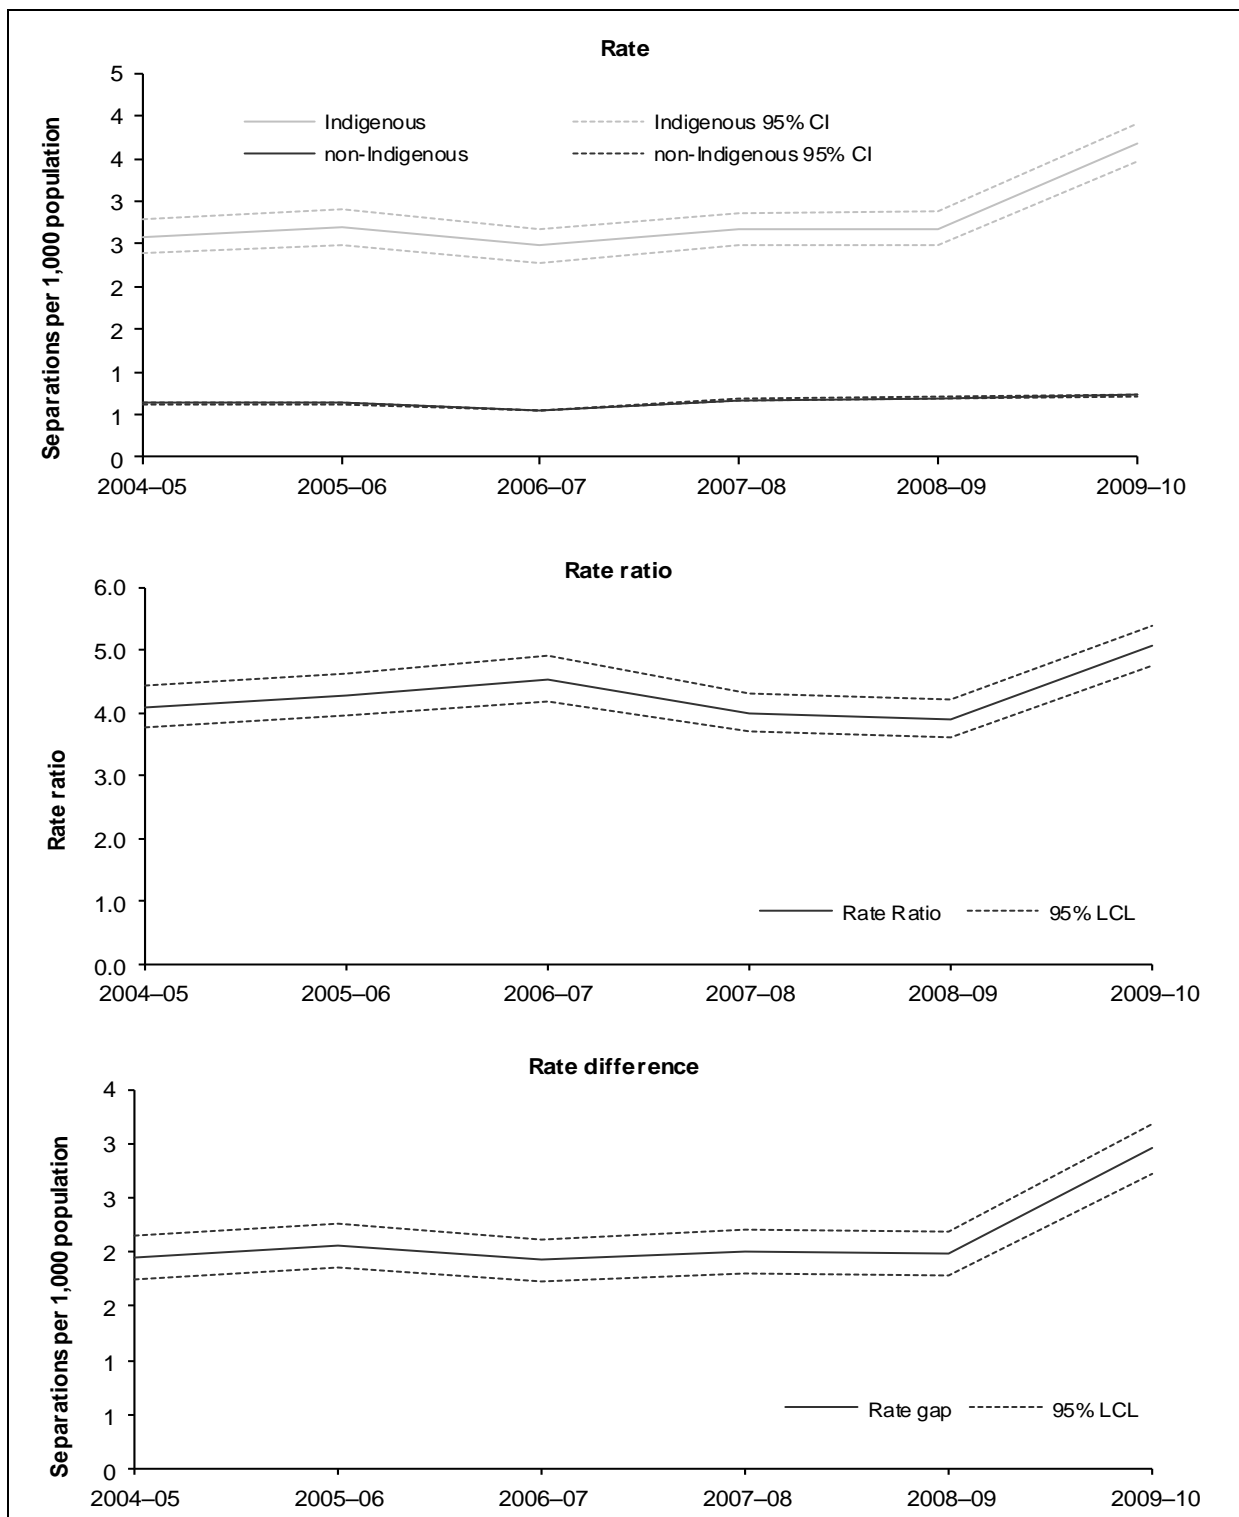 Rate
Separations per 1,000 population
5
4
4
3
3
2
2
1
1
0
Indigenous
Indigenous 95% CI
non-Indigenous
non-Indigenous 95% CI
2004–05 2005–06 2006–07 2007–08 2008–09 2009–10
Rate ratio
Rate ratio
6.0
5.0
4.0
3.0
2.0
1.0
0.0
Rate Ratio 95% LCL
2004–05 2005–06 2006–07 2007–08 2008–09 2009–10
Rate difference
Separations per 1,000 population
4
3
3
2
2
1
1
0
Rate gap 95% LCL
2004–05 2005–06 2006–07 2007–08 2008–09 2009–10